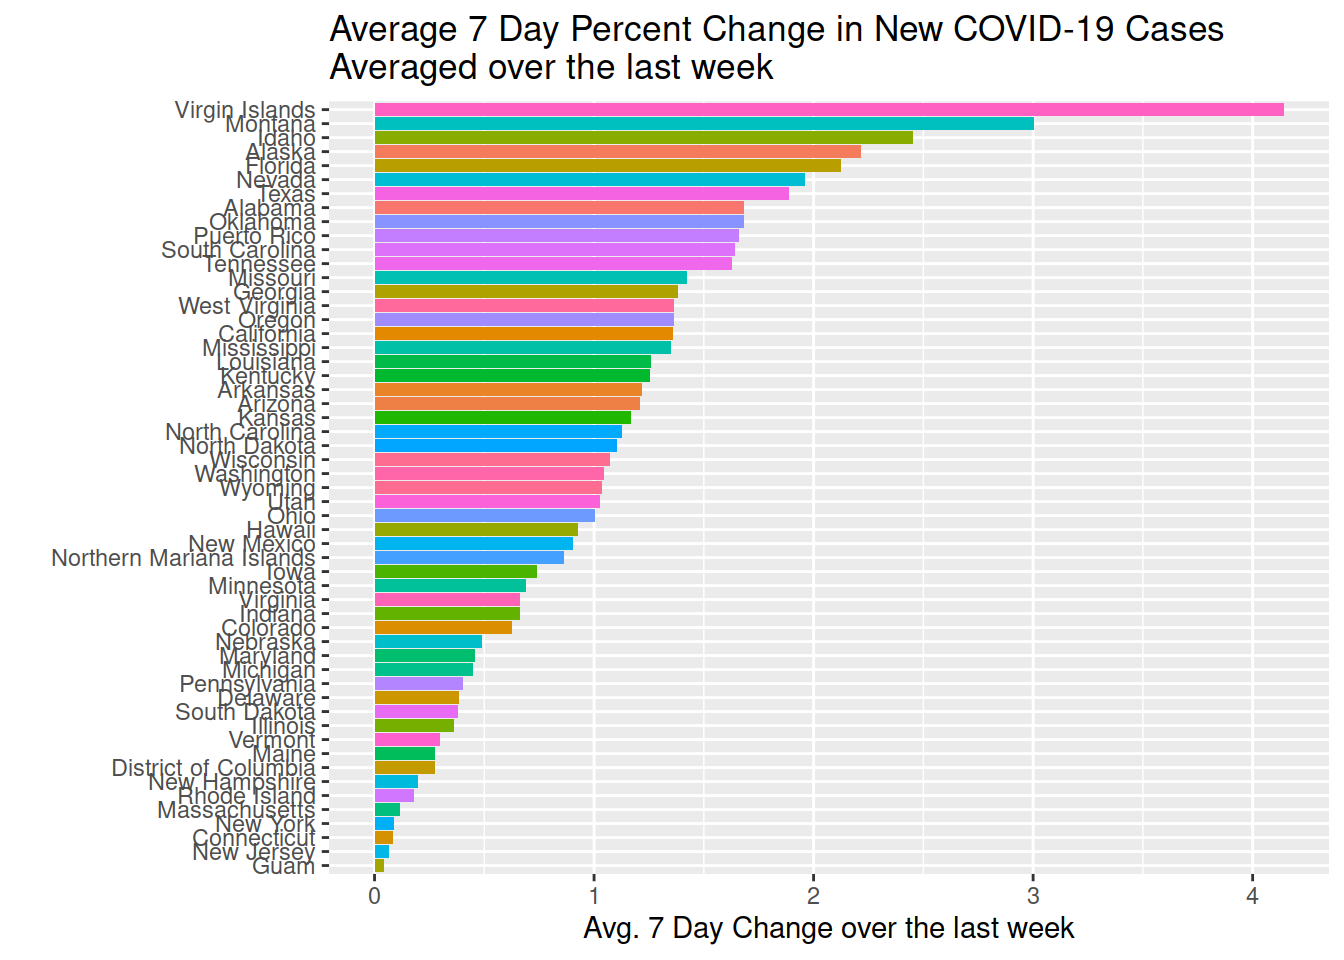 Average 7 Day Percent Change in New COVID-19 Cases
Averaged over the last week
Virgin Islands
Montana
Idaho
Alaska
Florida
Nevada
Texas
Alabama
Oklahoma
Puerto Rico
South Carolina
Tennessee
Missouri
Georgia
West Virginia
Oregon
California
Mississippi
Louisiana
Kentucky
Arkansas
Arizona
Kansas
North Carolina
North Dakota
Wisconsin
Washington
Wyoming
Utah
Ohio
Hawaii
New Mexico
Northern Mariana Islands
Iowa
Minnesota
Virginia
Indiana
Colorado
Nebraska
Maryland
Michigan
Pennsylvania
Delaware
South Dakota
Illinois
Vermont
Maine
District of Columbia
New Hampshire
Rhode Island
Massachusetts
New York
Connecticut
New Jersey
Guam
0 1 2 3 4
Avg. 7 Day Change over the last week